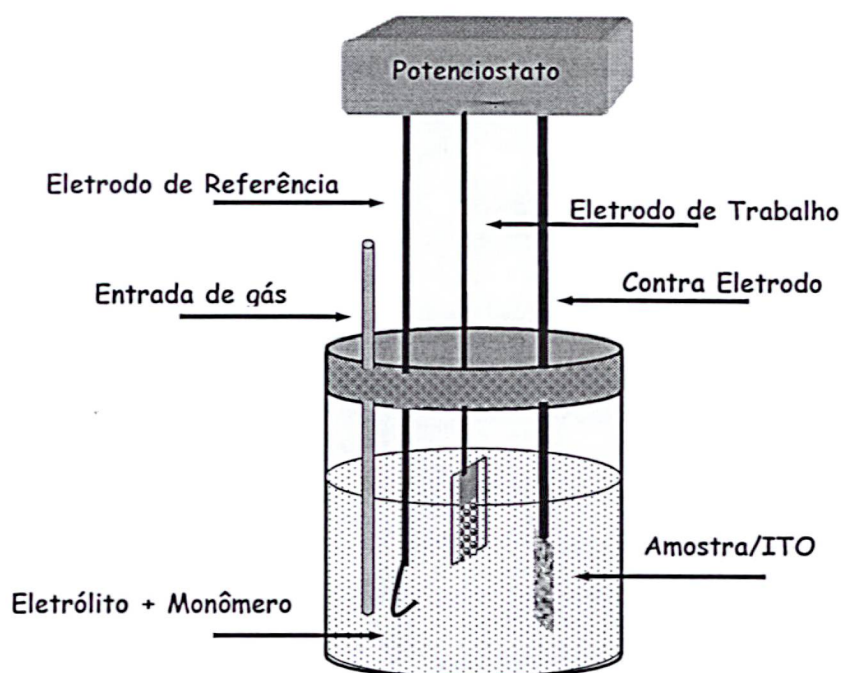 Potenciostato
Eletrodo de Referência
Eletrodo de Trabalho
Entrada de gás
Contra Eletrodo
Amostra/ITO
Eletrólito + Monômero